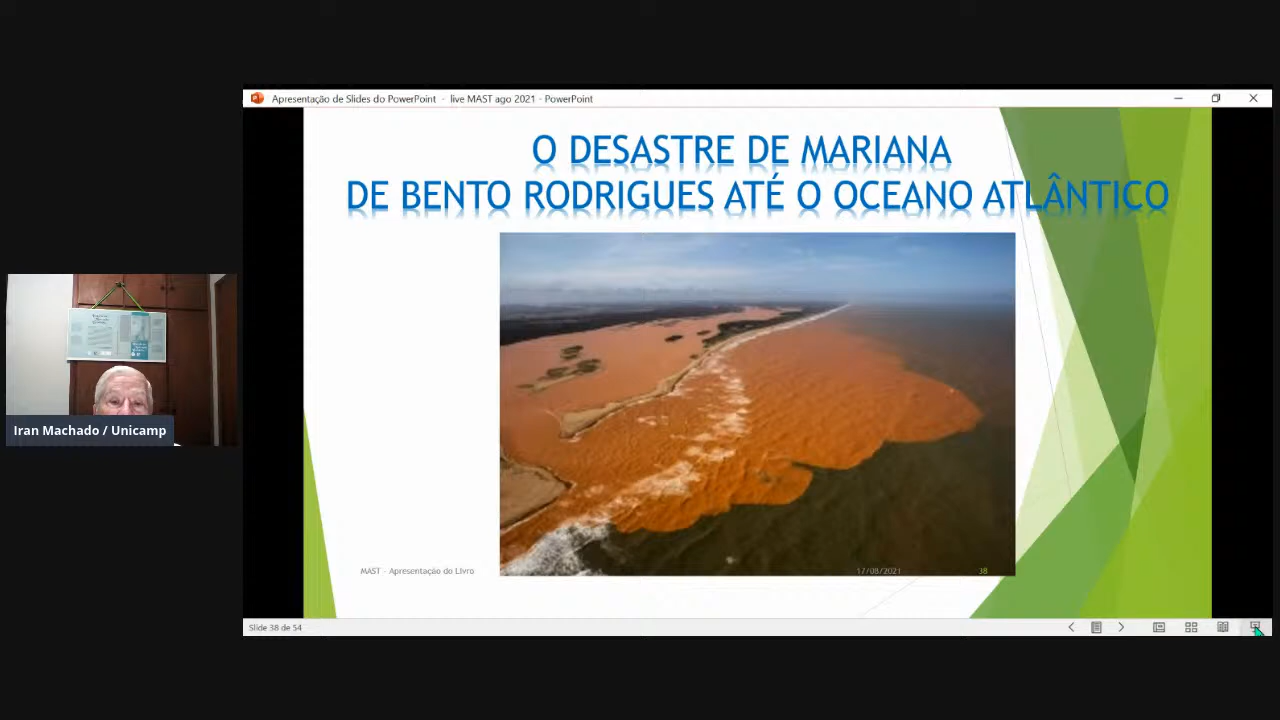 Apresentação de Slides do PowerPoint - live MAST ago 2021 - PowerPoint
O DESASTRE DE MARIANA
DE BENTO RODRIGUES ATÉ O OCEANO ATLÂNTICO
Iran Machado / Unicamp
MAST - Apresentação do Livro
17/08/2021
38
Slide 38 de 54